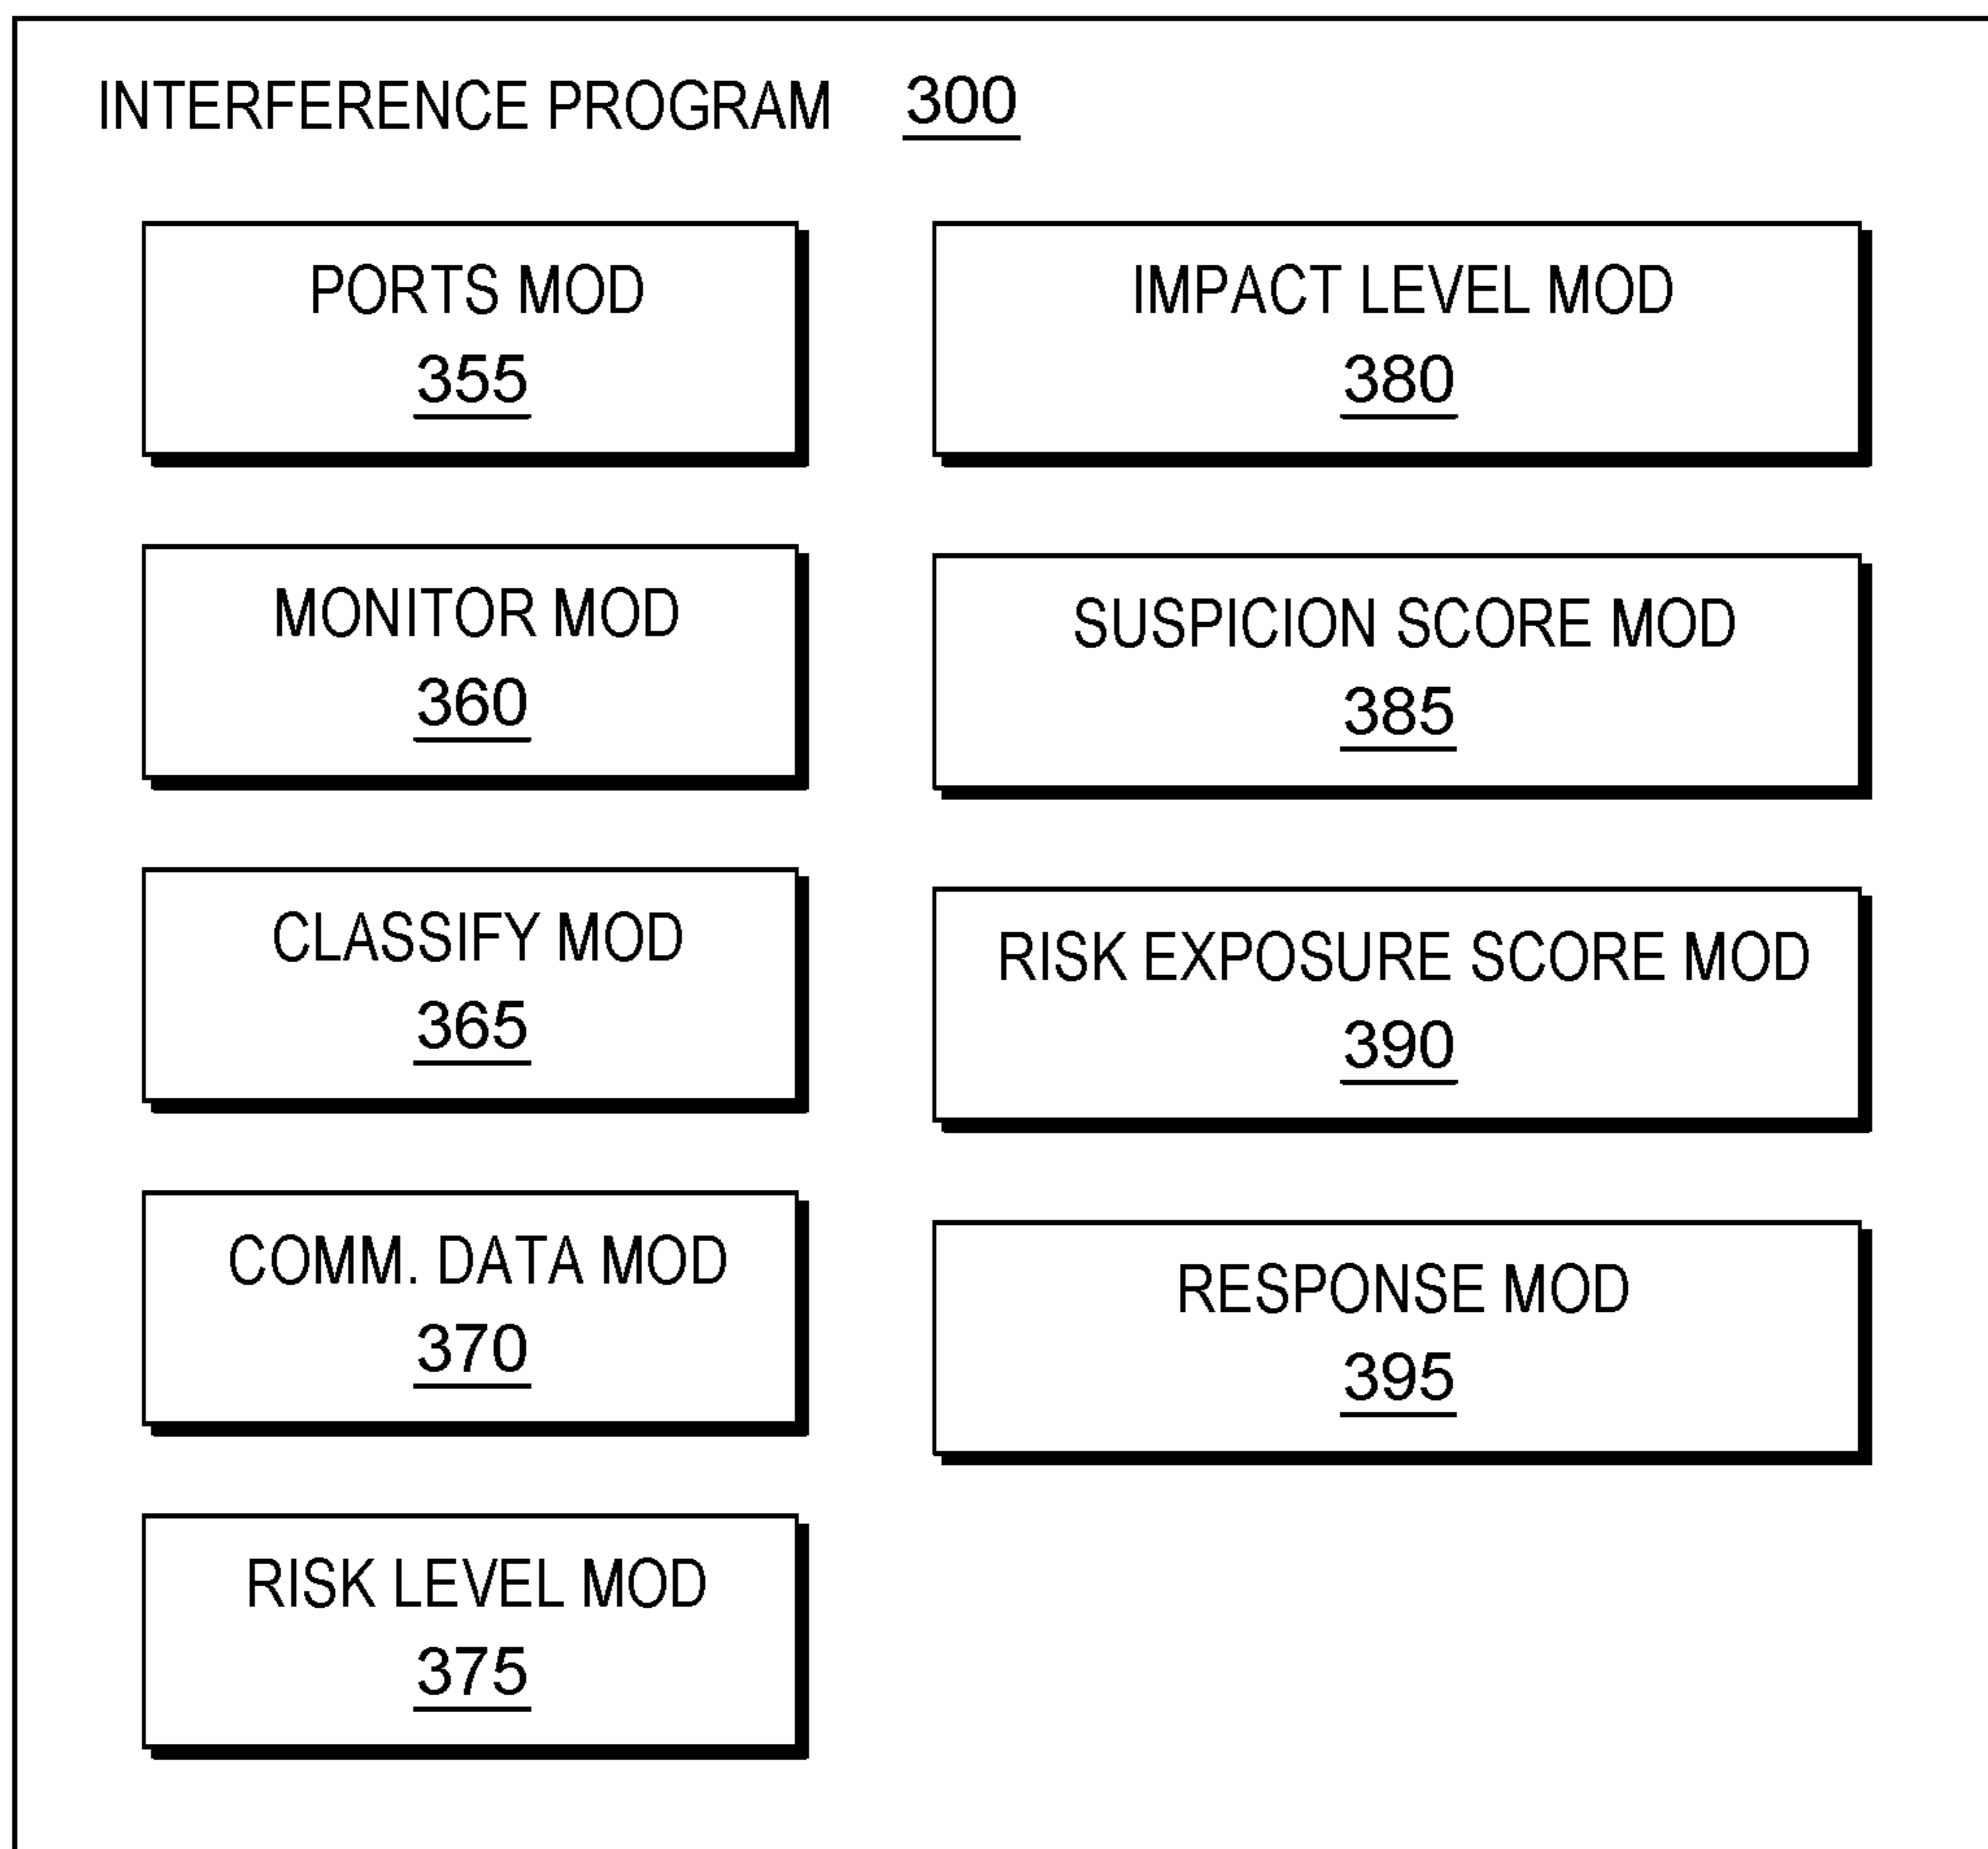 INTERFERENCE PROGRAM 300
PORTS MOD
355
MONITOR MOD
360
CLASSIFY MOD
365
COMM. DATA MOD
370
RISK LEVEL MOD
375
IMPACT LEVEL MOD
380
SUSPICION SCORE MOD
385
RISK EXPOSURE SCORE MOD
390
RESPONSE MOD
395